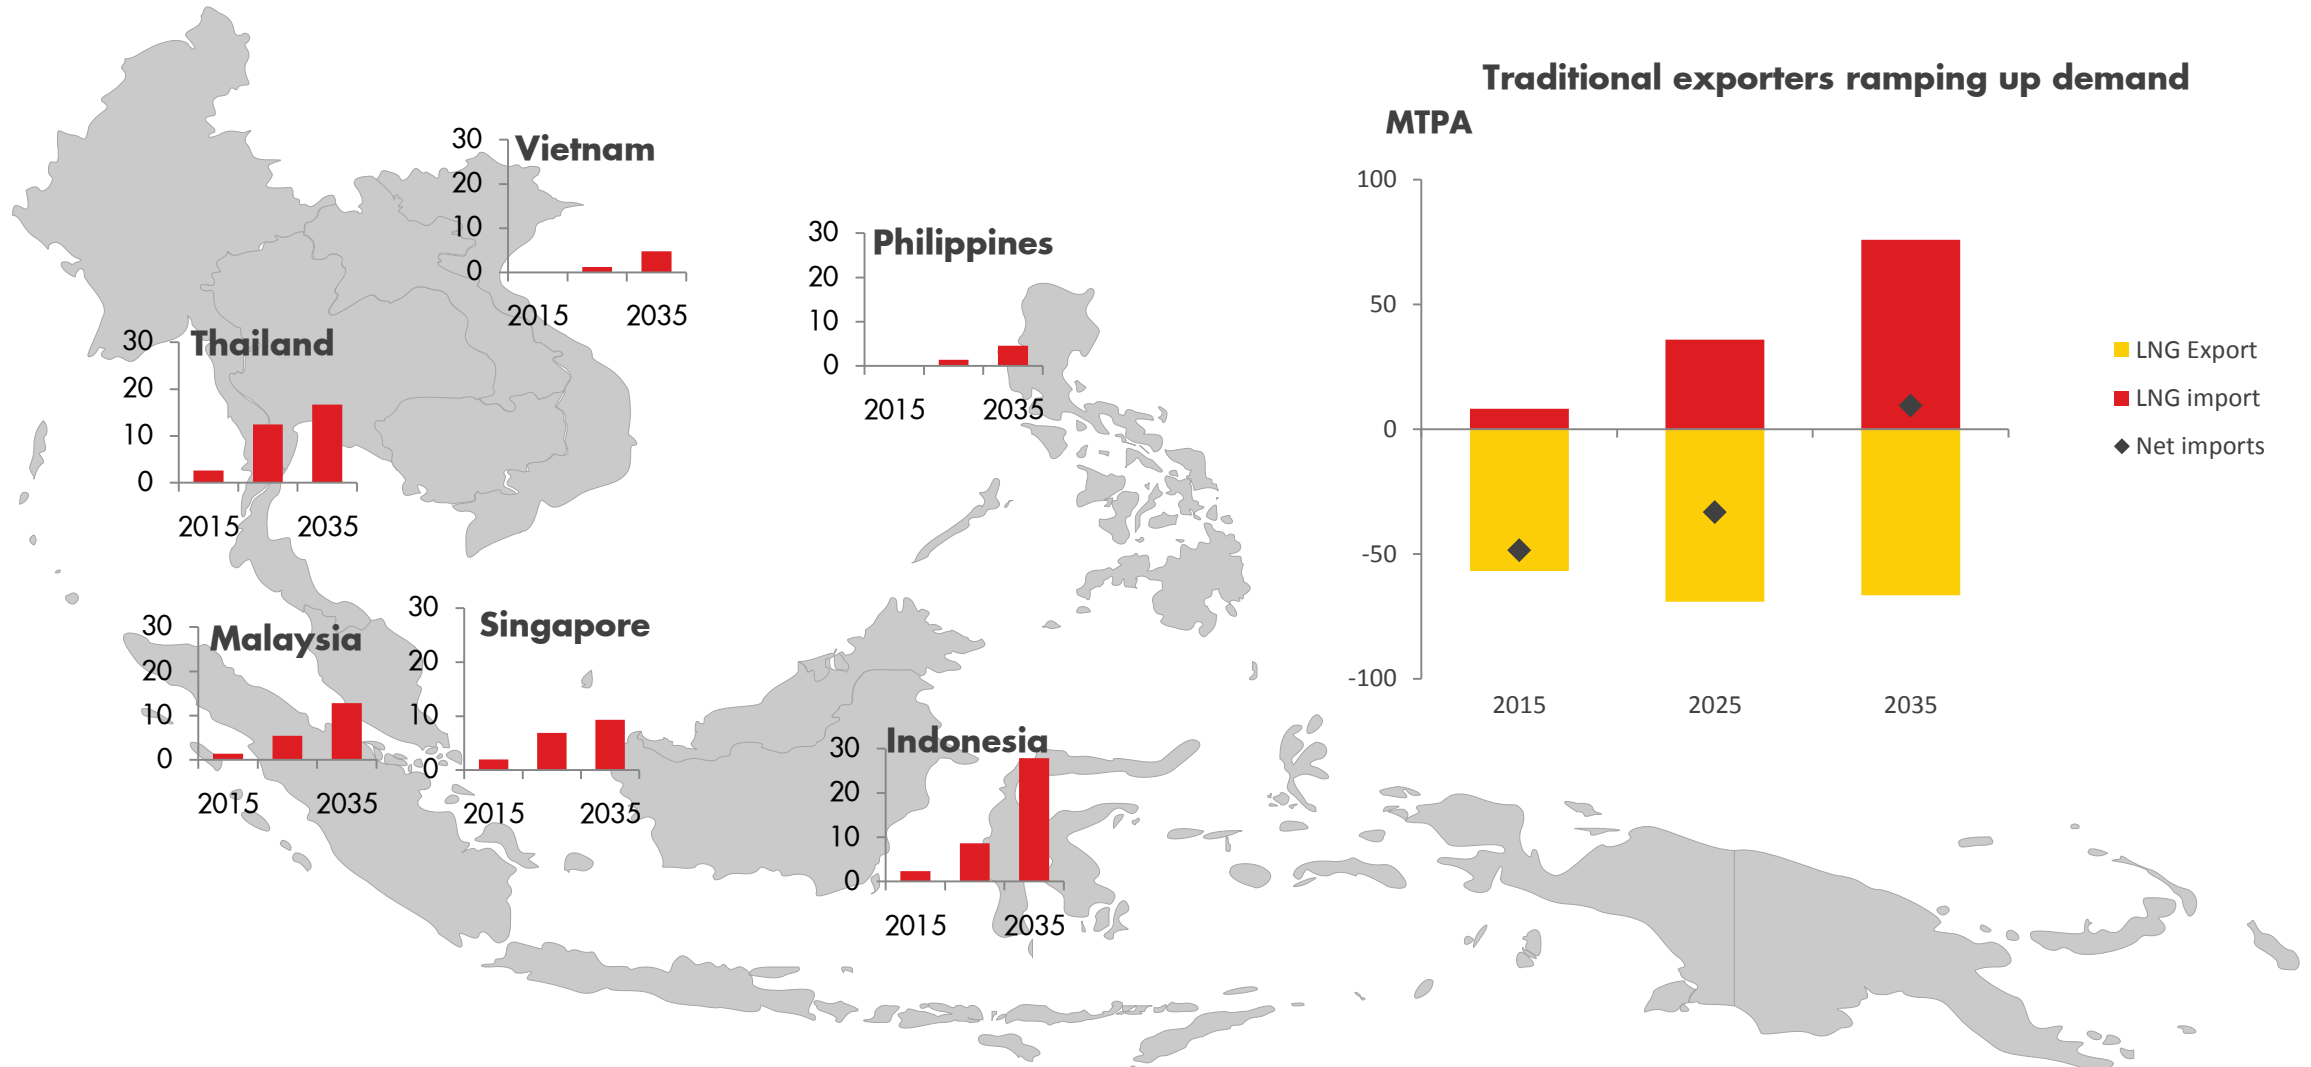 Traditional exporters ramping up demand
MTPA
100
50
0
-50
-100
2015 2025 2035
LNG Export
LNG import
Net imports
Vietnam
30
20
10
0
2015 2035
Philippines
30
20
10
0
2015 2035
Thailand
30
20
10
0
2015 2035
Malaysia
30
20
10
0
2015 2035
Singapore
30
20
10
0
2015 2035
Indonesia
30
20
10
0
2015 2035